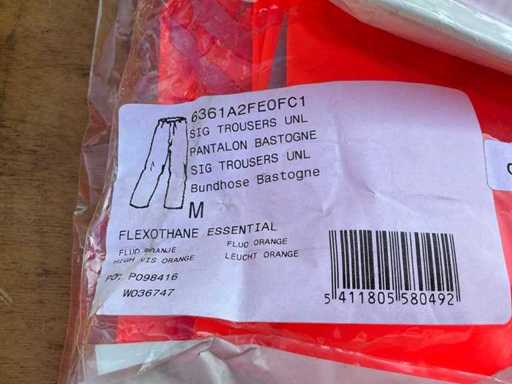 6361A2FE0FC1
SIG TROUSERS UNL
PANTALON BASTOGNE
SIG TROUSERS UNL
Bundhose Bastogne
M
FLEXOTHANE ESSENTIAL
FLUO ORANJE FLUO ORANGE
HIGH VIS ORANGE LEUCHT ORANGE
PO: P098416
W036747
5 411805 580492